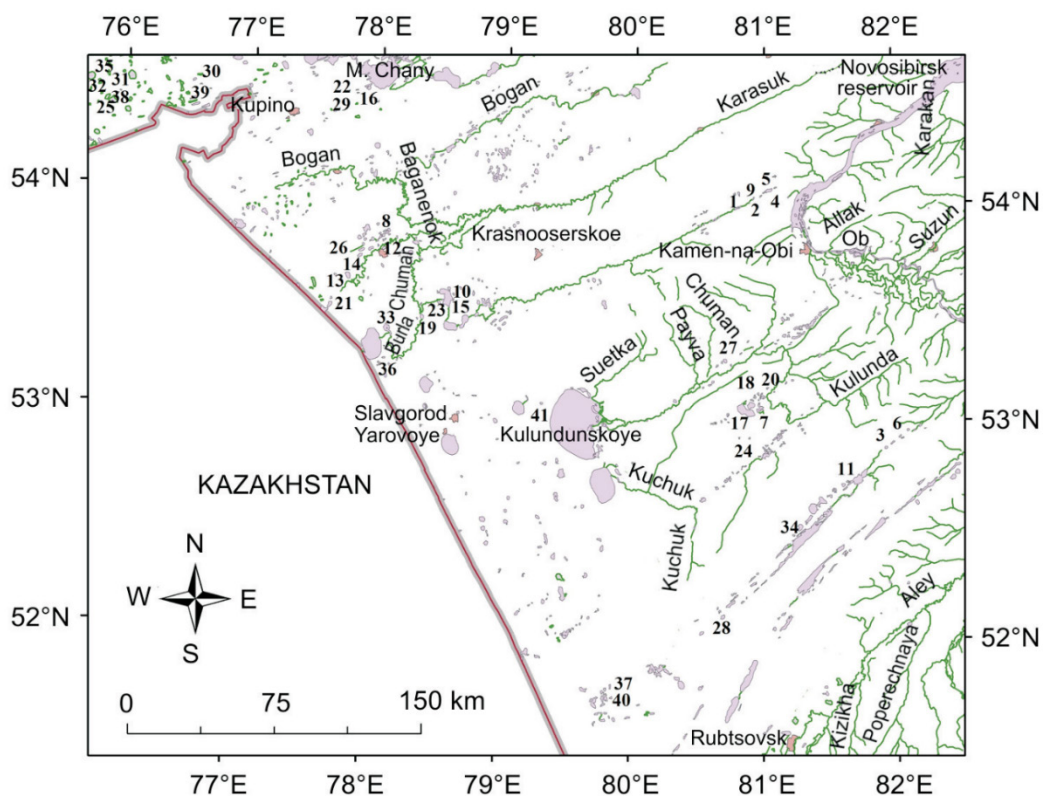 76°E 77°E 78°E 79°E 80°E 81°E 82°E
35
32
31
38
25
30
39
Kupino
M. Chany
22
29
16
Bogan
Karasuk
Novosibirsk
reservoir
Karakan
54°N
Bogan
Baganenok
1
9
5
2
4
54°N
8
26
12
14
13
21
Krasnooserskoe
Kamen-na-Obi
Allak
Ob
Suzun
Chuman
Burla
33
36
10
23
15
19
Chuman
Payva
27
Suetka
18
20
Kulunda
53°N
53°N
Slavgorod
Yarovoye
41
Kulundunskoye
17
7
24
3
6
11
KAZAKHSTAN
Kuchuk
Kuchuk
34
N
W E
S
52°N
52°N
28
Aley
0 75 150 km
37
40
Rubtsovsk
Kizikha
Poperechnaya
77°E 78°E 79°E 80°E 81°E 82°E